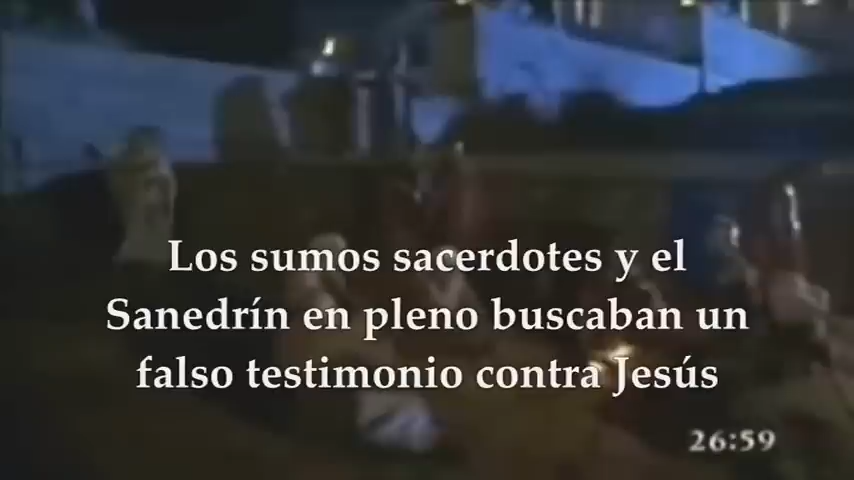 Los sumos sacerdotes y el
Sanedrín en pleno buscaban un
falso testimonio contra Jesús
26:59